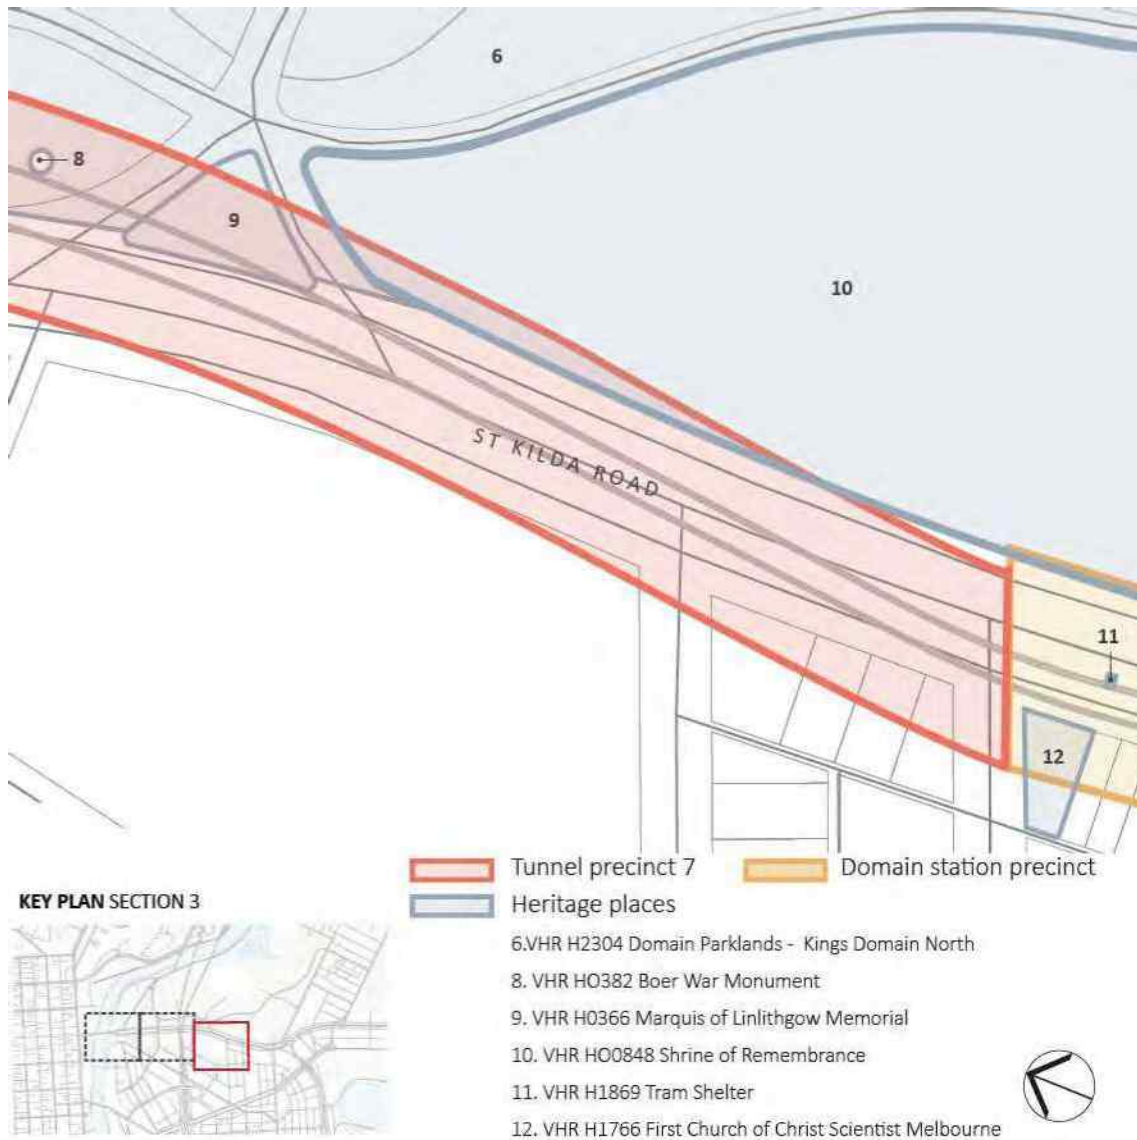 6
8
9
10
ST KILDA ROAD
11
12
Tunnel precinct 7
Domain station precinct
Heritage places
KEY PLAN SECTION 3
6.VHR H2304 Domain Parklands - Kings Domain North
8. VHR HO382 Boer War Monument
9. VHR H0366 Marquis of Linlithgow Memorial
10. VHR HO0848 Shrine of Remembrance
11. VHR H1869 Tram Shelter
12. VHR H1766 First Church of Christ Scientist Melbourne